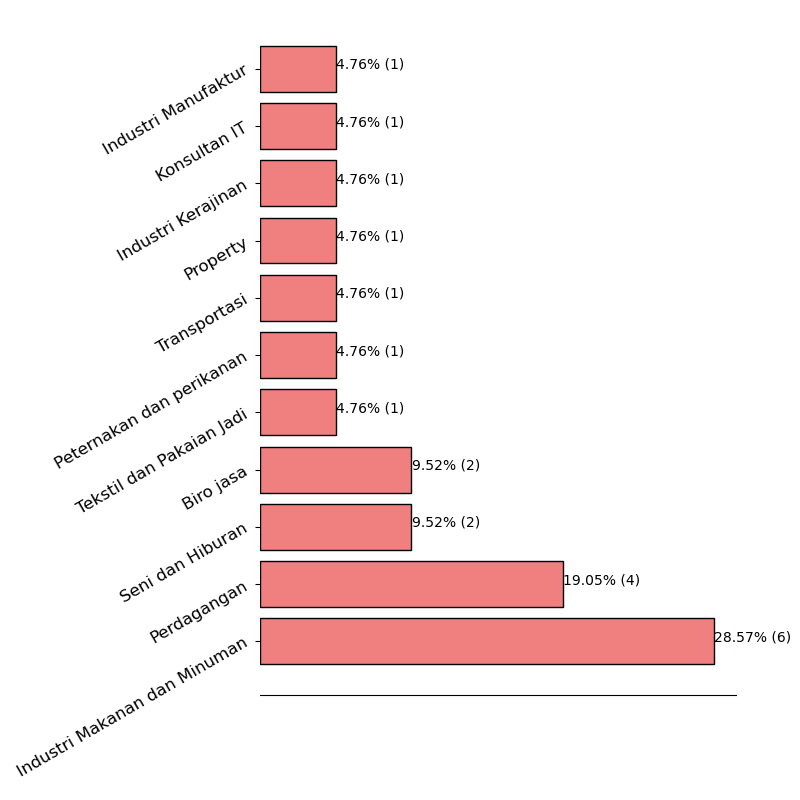 Industri Manufaktur 4.76% (1)
Konsultan IT 4.76% (1)
Industri Kerajinan 4.76% (1)
Property 4.76% (1)
Transportasi 4.76% (1)
Peternakan dan perikanan 4.76% (1)
Tekstil dan Pakaian Jadi 4.76% (1)
Biro jasa 9.52% (2)
Seni dan Hiburan 9.52% (2)
Perdagangan 19.05% (4)
Industri Makanan dan Minuman 28.57% (6)